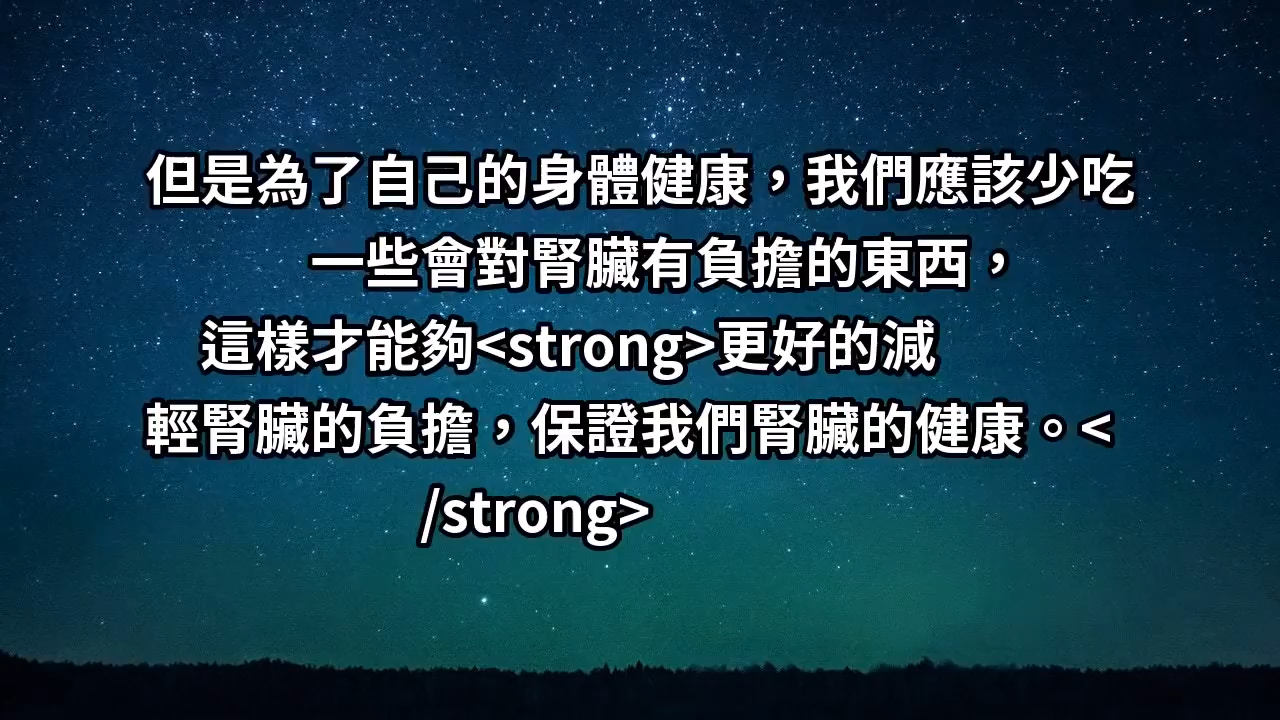 但是為了自己的身體健康，我們應該少吃
一些會對腎臟有負擔的東西，
這樣才能夠<strong>更好的減
輕腎臟的負擔，保證我們腎臟的健康。<
/strong>